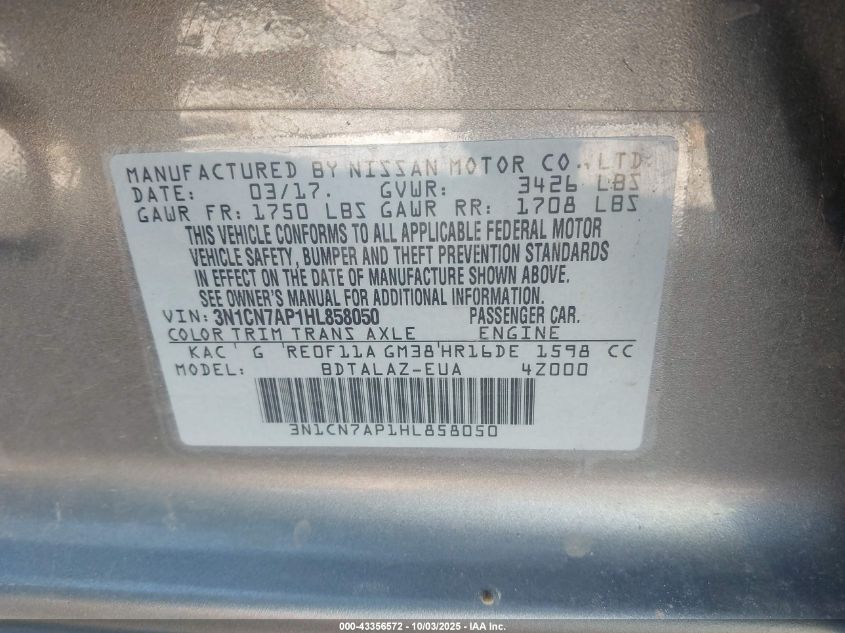 MANUFACTURED BY NISSAN MOTOR CO.,LTD.
DATE: 03/17. GVWR: 3426 LBS
GAWR FR: 1750 LBS GAWR RR: 1708 LBS
THIS VEHICLE CONFORMS TO ALL APPLICABLE FEDERAL MOTOR
VEHICLE SAFETY, BUMPER AND THEFT PREVENTION STANDARDS
IN EFFECT ON THE DATE OF MANUFACTURE SHOWN ABOVE.
SEE OWNER'S MANUAL FOR ADDITIONAL INFORMATION.
VIN: 3N1CN7AP1HL858050 PASSENGER CAR.
COLOR TRIM TRANS AXLE ENGINE
KAC G RE0F11A GM38 HR16DE 1598 CC
MODEL: BDTALAZ-EUA 4Z000
3N1CN7AP1HL858050
000-43356572 - 10/03/2025 - IAA Inc.